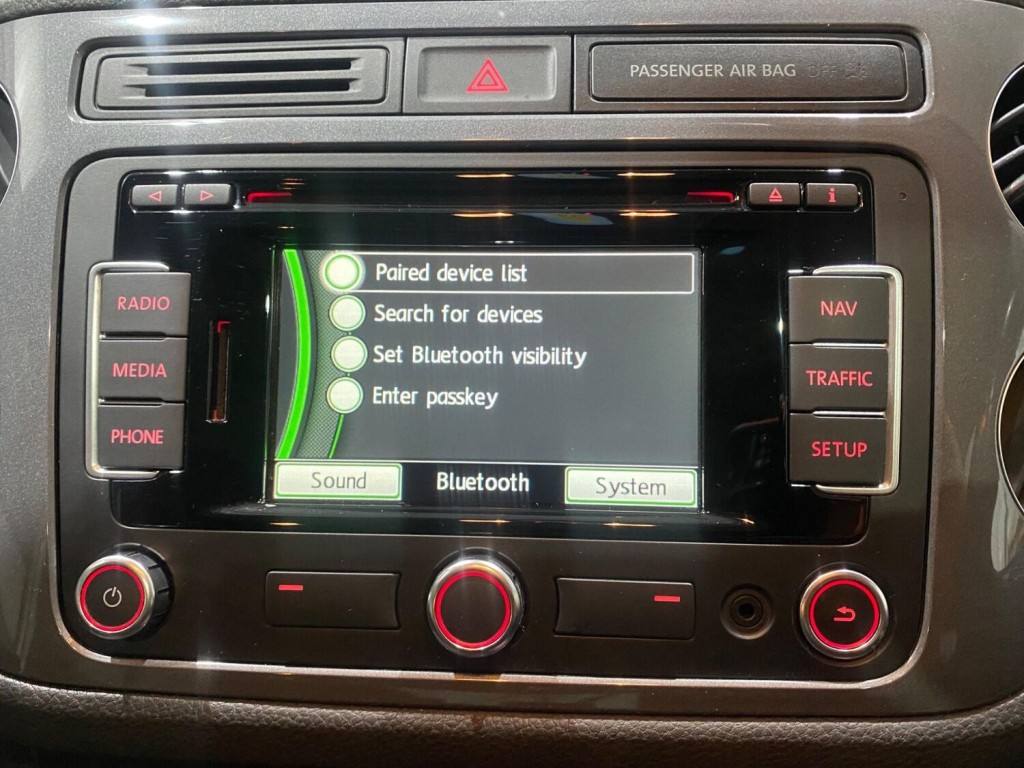 PASSENGER AIR BAG OFF
RADIO
MEDIA
PHONE
Paired device list
Search for devices
Set Bluetooth visibility
Enter passkey
Sound
Bluetooth
System
NAV
TRAFFIC
SETUP
i